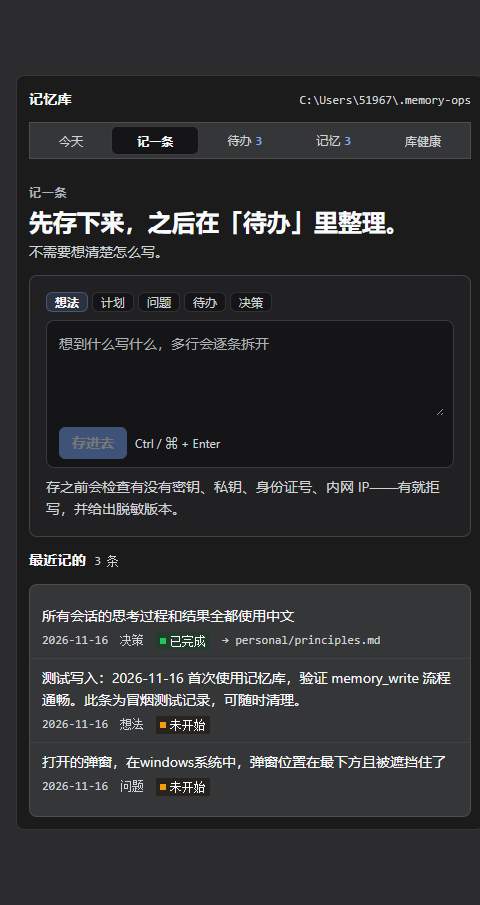 记忆库
C:\Users\51967\.memory-ops
今天 记一条 待办 3 记忆 3 库健康
记一条
先存下来，之后在「待办」里整理。
不需要想清楚怎么写。
想法 计划 问题 待办 决策
想到什么写什么，多行会逐条拆开
存进去 Ctrl / ⌘ + Enter
存之前会检查有没有密钥、私钥、身份证号、内网 IP——有就拒
写，并给出脱敏版本。
最近记的 3 条
所有会话的思考过程和结果全都使用中文
2026-11-16 决策 已完成 → personal/principles.md
测试写入：2026-11-16 首次使用记忆库，验证 memory_write 流程
通畅。此条为冒烟测试记录，可随时清理。
2026-11-16 想法 未开始
打开的弹窗，在windows系统中，弹窗位置在最下方且被遮挡住了
2026-11-16 问题 未开始